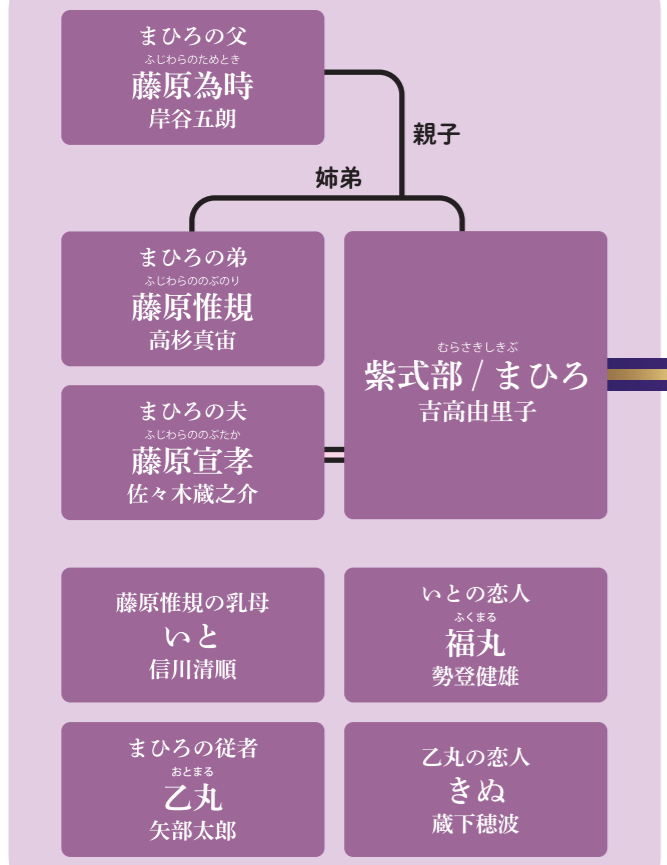 まひろの父
ふじわらのためとき
藤原為時
岸谷五朗
親子
姉弟
まひろの弟
ふじわらののぶのり
藤原惟規
高杉真宙
むらさきしきぶ
紫式部 / まひろ
吉高由里子
まひろの夫
ふじわらののぶたか
藤原宣孝
佐々木蔵之介
藤原惟規の乳母
いと
信川清順
いとの恋人
ふくまる
福丸
勢登健雄
まひろの従者
おとまる
乙丸
矢部太郎
乙丸の恋人
きぬ
蔵下穂波